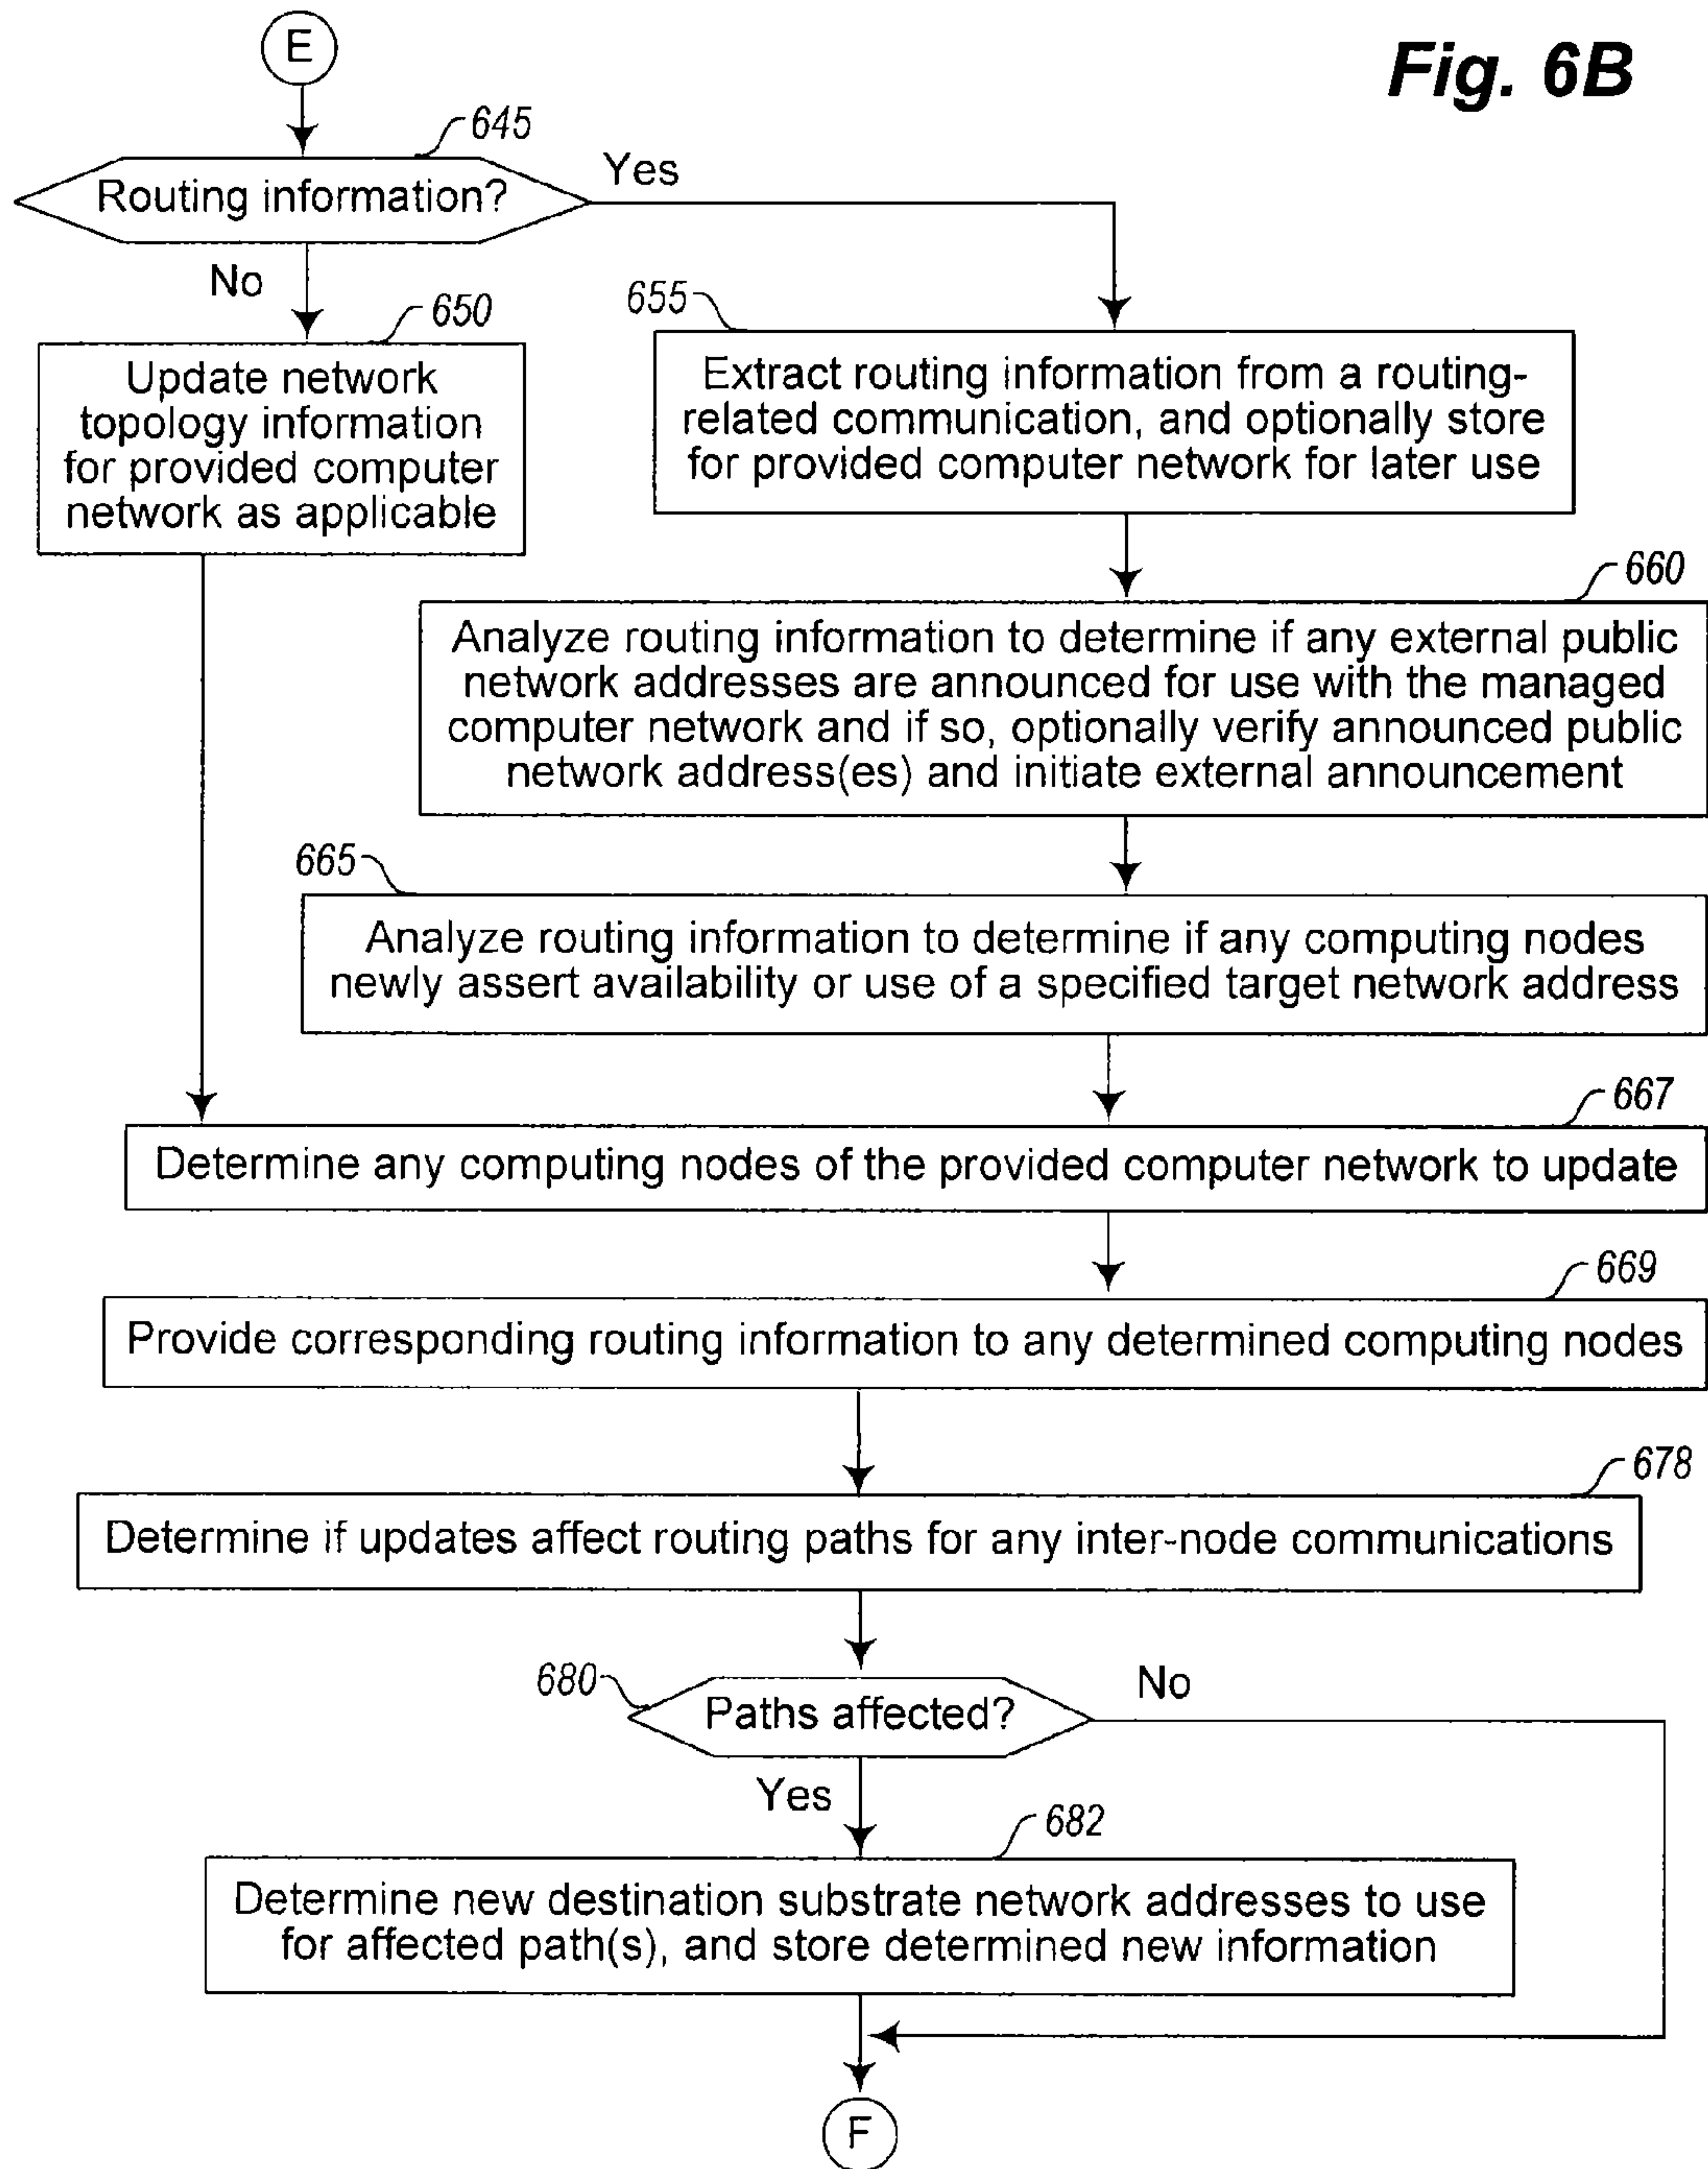 Fig. 6B
E
645
Routing information?
Yes
No
650
Update network
topology information
for provided computer
network as applicable
655
Extract routing information from a routing-
related communication, and optionally store
for provided computer network for later use
660
Analyze routing information to determine if any external public
network addresses are announced for use with the managed
computer network and if so, optionally verify announced public
network address(es) and initiate external announcement
665
Analyze routing information to determine if any computing nodes
newly assert availability or use of a specified target network address
667
Determine any computing nodes of the provided computer network to update
669
Provide corresponding routing information to any determined computing nodes
678
Determine if updates affect routing paths for any inter-node communications
680
Paths affected?
No
Yes
682
Determine new destination substrate network addresses to use
for affected path(s), and store determined new information
F